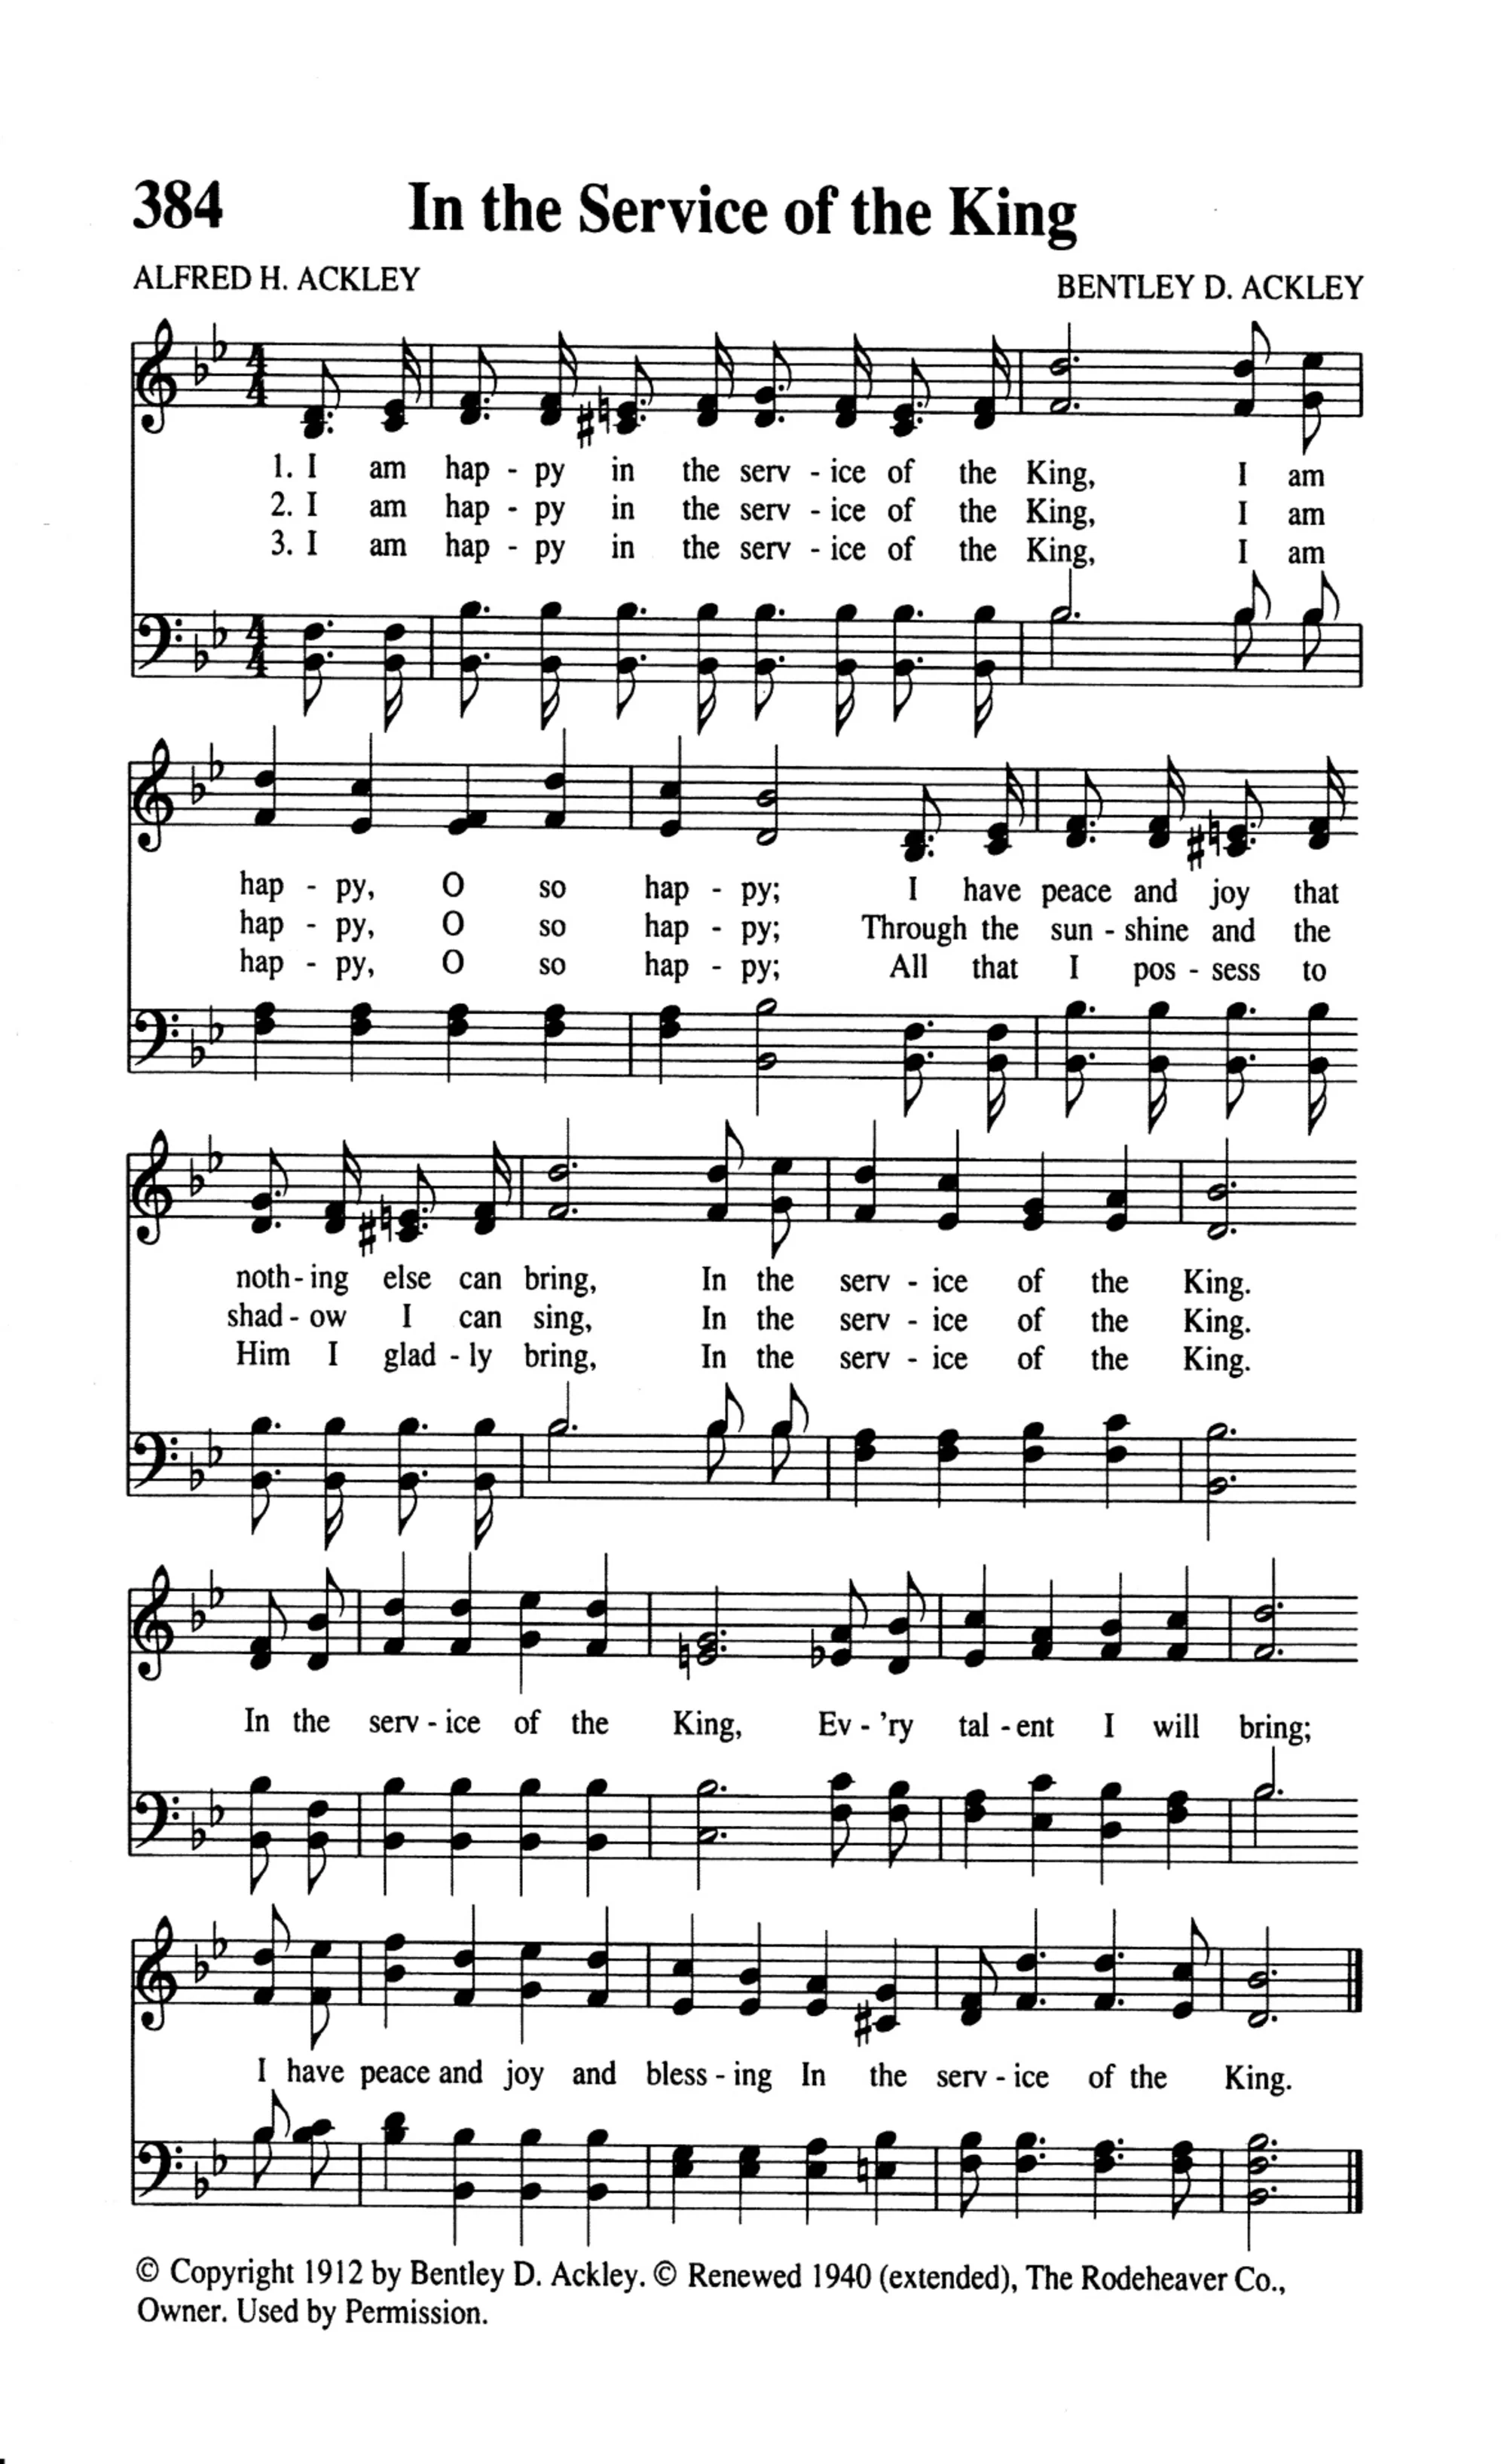 384 In the Service of the King
ALFRED H. ACKLEY BENTLEY D. ACKLEY
1. I am hap - py in the serv - ice of the King, I am
2. I am hap - py in the serv - ice of the King, I am
3. I am hap - py in the serv - ice of the King, I am
hap - py, O so hap - py; I have peace and joy that
hap - py, O so hap - py; Through the sun - shine and the
hap - py, O so hap - py; All that I pos - sess to
noth - ing else can bring, In the serv - ice of the King.
shad - ow I can sing, In the serv - ice of the King.
Him I glad - ly bring, In the serv - ice of the King.
In the serv - ice of the King, Ev - 'ry tal - ent I will bring;
I have peace and joy and bless - ing In the serv - ice of the King.
© Copyright 1912 by Bentley D. Ackley. © Renewed 1940 (extended), The Rodeheaver Co.,
Owner. Used by Permission.